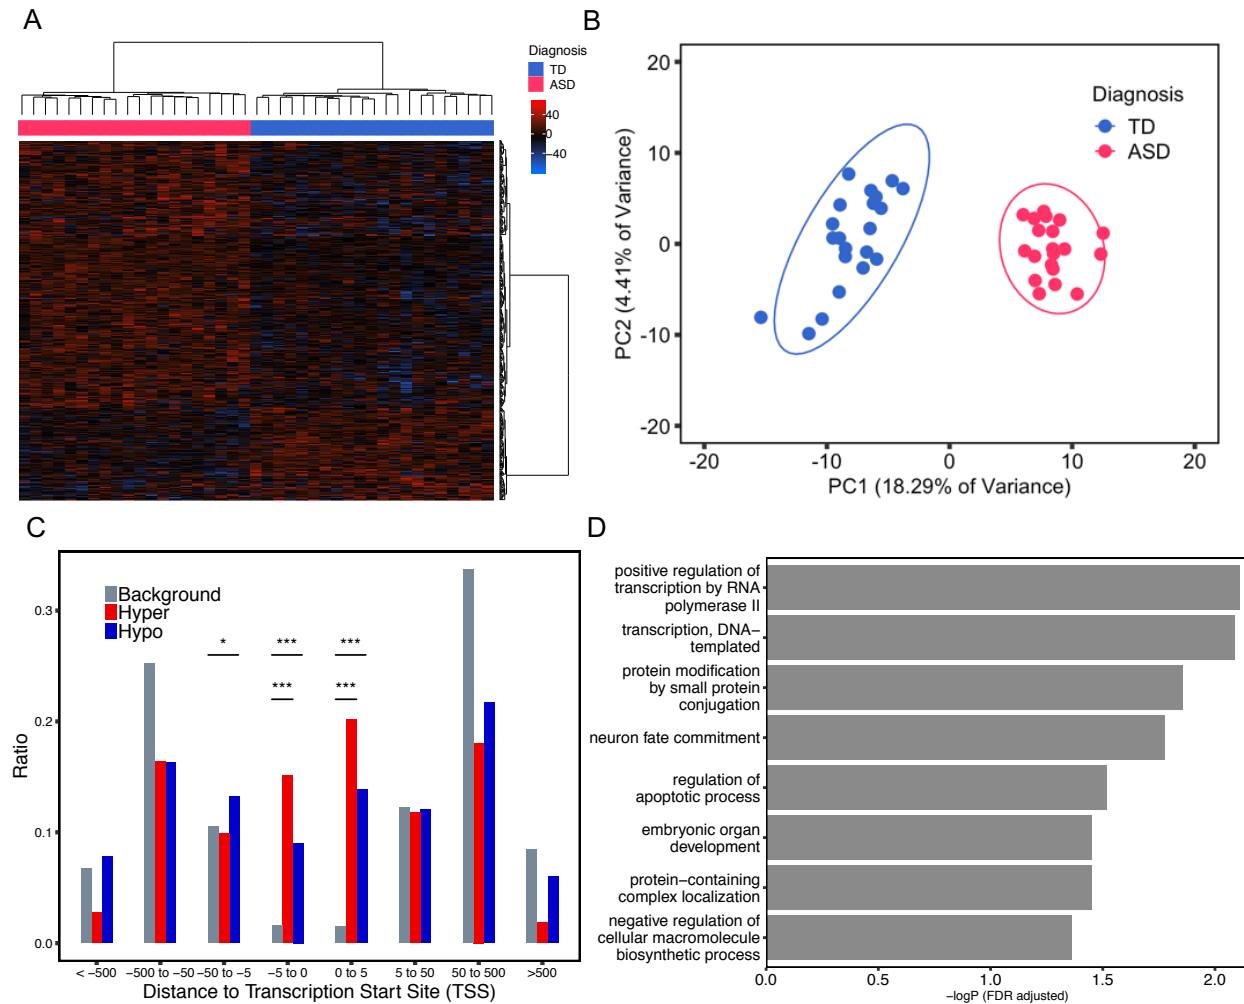 A
Diagnosis
TD
ASD
40
0
−40
B
20
10
0
-10
-20
PC2 (4.41% of Variance)
Diagnosis
TD
ASD
-20
-10
0
10
20
PC1 (18.29% of Variance)
C
Background
Hyper
Hypo
*
***
***
***
***
0.3
0.2
0.1
0.0
Ratio
< −500
−500 to −50
−50 to −5
−5 to 0
0 to 5
5 to 50
50 to 500
>500
Distance to Transcription Start Site (TSS)
D
positive regulation of
transcription by RNA
polymerase II
transcription, DNA−
templated
protein modification
by small protein
conjugation
neuron fate commitment
regulation of
apoptotic process
embryonic organ
development
protein−containing
complex localization
negative regulation of
cellular macromolecule
biosynthetic process
0.0
0.5
1.0
1.5
2.0
−logP (FDR adjusted)